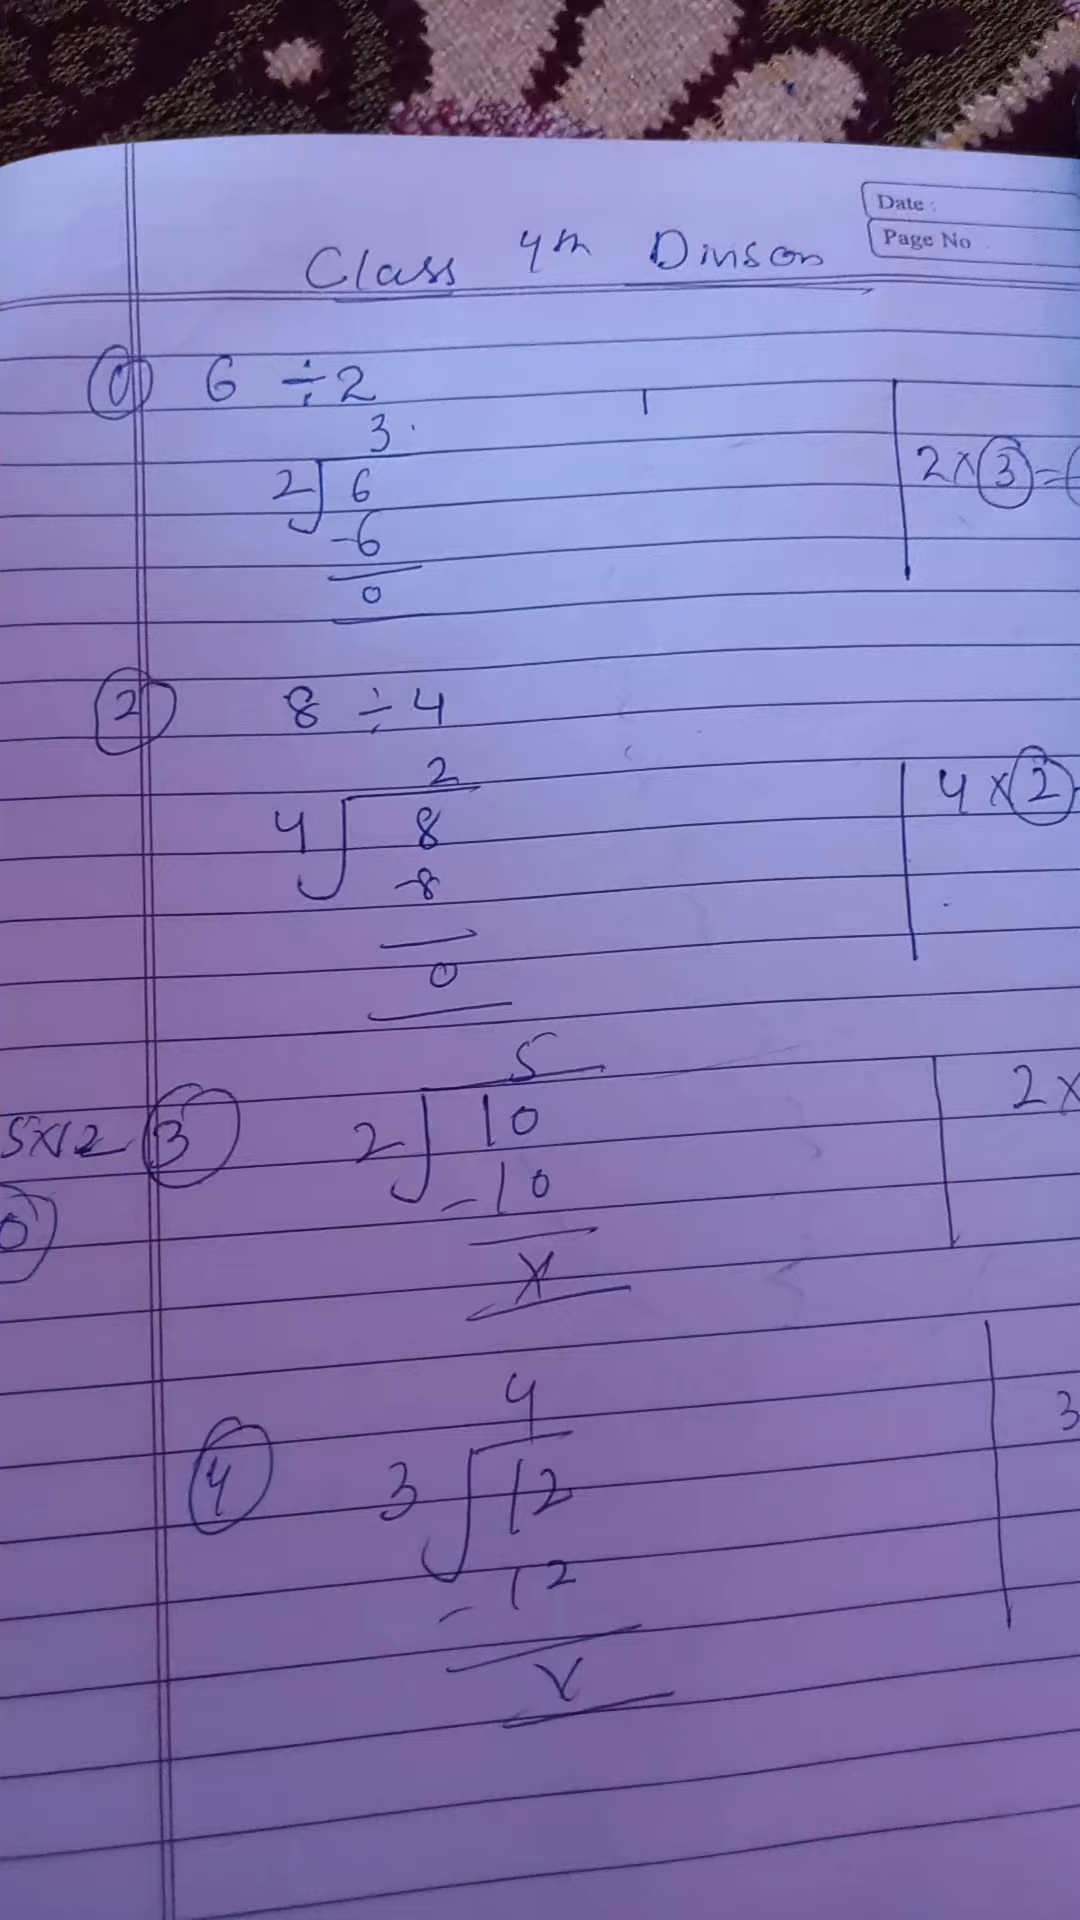 Date :
Page No
Class 4th Divison
① 6 ÷ 2
3
2 6
2 × 3 =
-6
0
② 8 ÷ 4
2
4 8
4 × 2
-8
0
5
③ 2 10
2 ×
5×2
-10
x
4
④ 3 12
3
-12